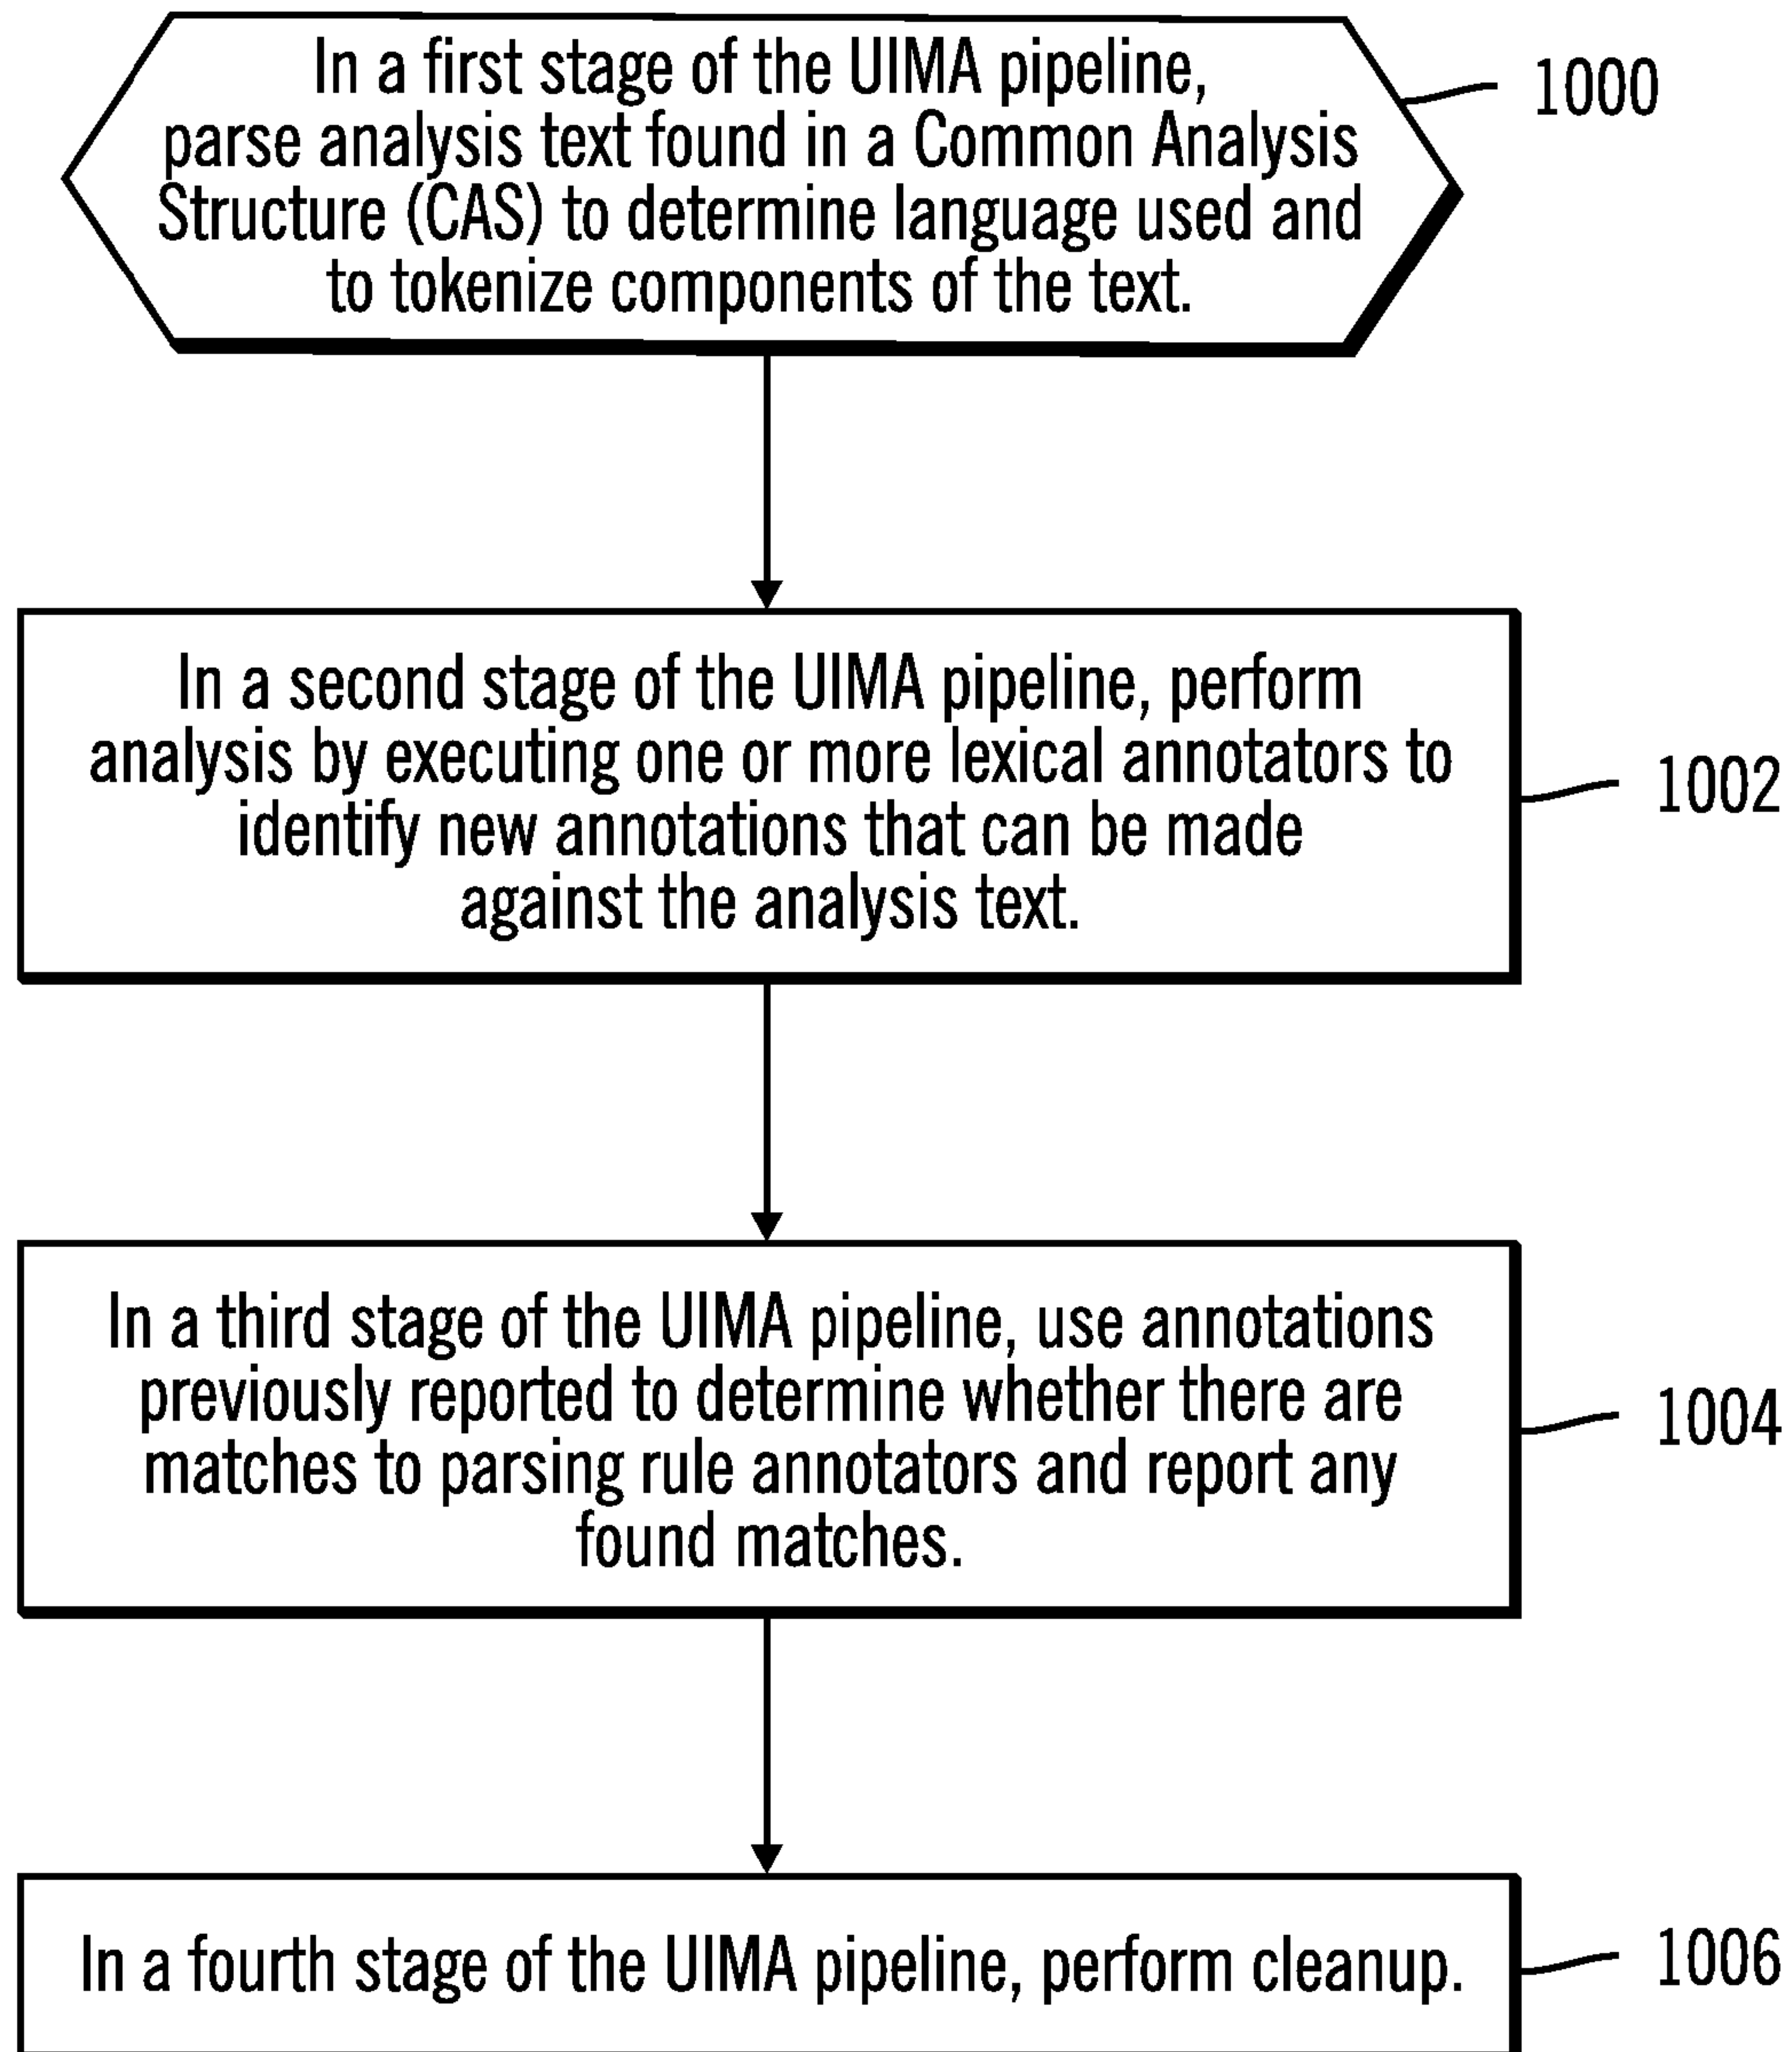 In a first stage of the UIMA pipeline,
parse analysis text found in a Common Analysis
Structure (CAS) to determine language used and
to tokenize components of the text.
1000
In a second stage of the UIMA pipeline, perform
analysis by executing one or more lexical annotators to
identify new annotations that can be made
against the analysis text.
1002
In a third stage of the UIMA pipeline, use annotations
previously reported to determine whether there are
matches to parsing rule annotators and report any
found matches.
1004
In a fourth stage of the UIMA pipeline, perform cleanup.
1006